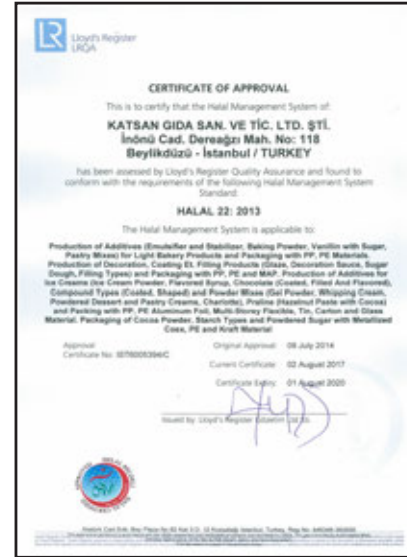 LR
Lloyd's Register
LRQA
CERTIFICATE OF APPROVAL
This is to certify that the Halal Management System of:
KATSAN GIDA SAN. VE TİC. LTD. ŞTİ.
İnönü Cad. Dereağzı Mah. No: 118
Beylikdüzü - İstanbul / TURKEY
has been assessed by Lloyd's Register Quality Assurance and found to
conform with the requirements of the following Halal Management System
Standard:
HALAL 22: 2013
The Halal Management System is applicable to:
Production of Additives (Emulsifier and Stabilizer, Baking Powder, Vanillin with Sugar,
Pastry Mixes) for Light Bakery Products and Packaging with PP, PE Materials.
Production of Decoration, Coating Et. Filling Products (Glaze, Decoration Sauce, Sugar
Dough, Filling Types) and Packaging with PP, PE and MAP. Production of Additives for
Ice Creams (Ice Cream Powder, Flavored Syrup, Chocolate (Coated, Filled And Flavored),
Compound Types (Coated, Shaped) and Powder Mixes (Gel Powder, Whipping Cream,
Powdered Dessert and Pastry Creams, Charlotte), Praline (Hazelnut Paste with Cocoa)
and Packing with PP, PE Aluminum Foil, Multi-Storey Flexible, Tin, Carton and Glass
Material. Packaging of Cocoa Powder, Starch Types and Powdered Sugar with Metallized
Coex, PE and Kraft Material
Approval
Certificate No: IST6005394/C
Original Approval: 08 July 2014
Current Certificate: 02 August 2017
Certificate Expiry: 01 August 2020
Issued by: Lloyd's Register